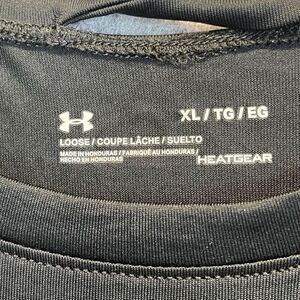 XL / TG / EG
LOOSE / COUPE LÂCHE / SUELTO
MADE IN HONDURAS / FABRIQUÉ AU HONDURAS /
HECHO EN HONDURAS
HEATGEAR